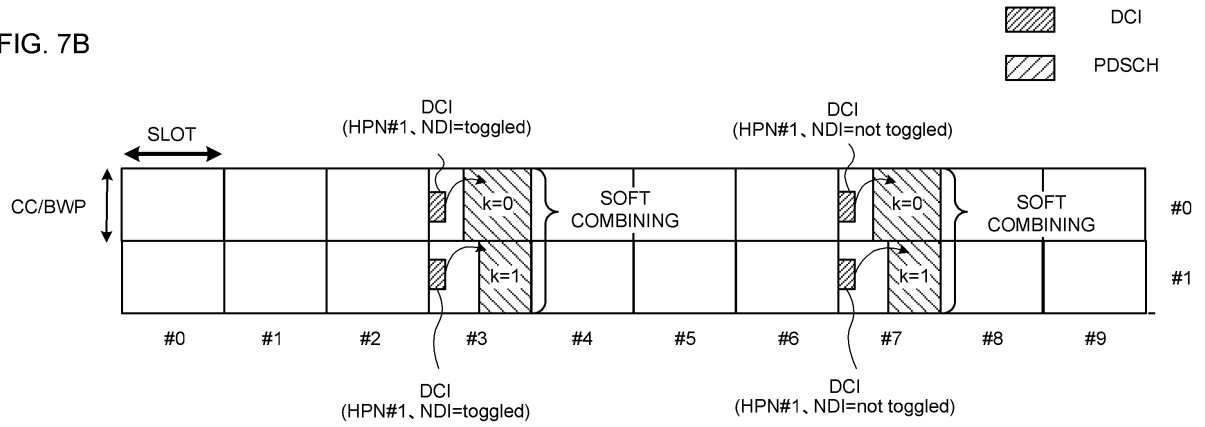 FIG. 7B
DCI
PDSCH
DCI
(HPN#1、NDI=toggled)
DCI
(HPN#1、NDI=not toggled)
SLOT
CC/BWP
k=0
SOFT
COMBINING
k=0
SOFT
COMBINING
#0
k=1
k=1
#1
#0 #1 #2 #3 #4 #5 #6 #7 #8 #9
DCI
(HPN#1、NDI=toggled)
DCI
(HPN#1、NDI=not toggled)